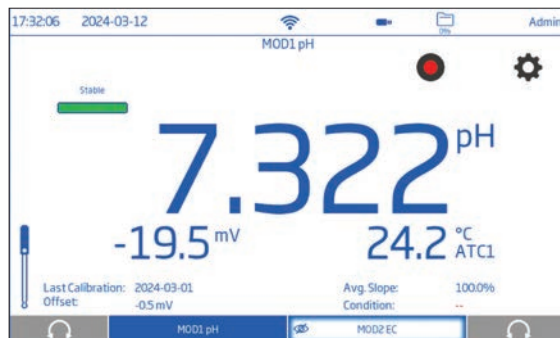 17:32:06 2024-03-12 0% Admin
MOD1 pH
Stable
7.322 pH
-19.5 mV 24.2 °C
ATC1
Last Calibration: 2024-03-01 Avg. Slope: 100.0%
Offset: -0.5 mV Condition: --
MOD1 pH MOD2 EC